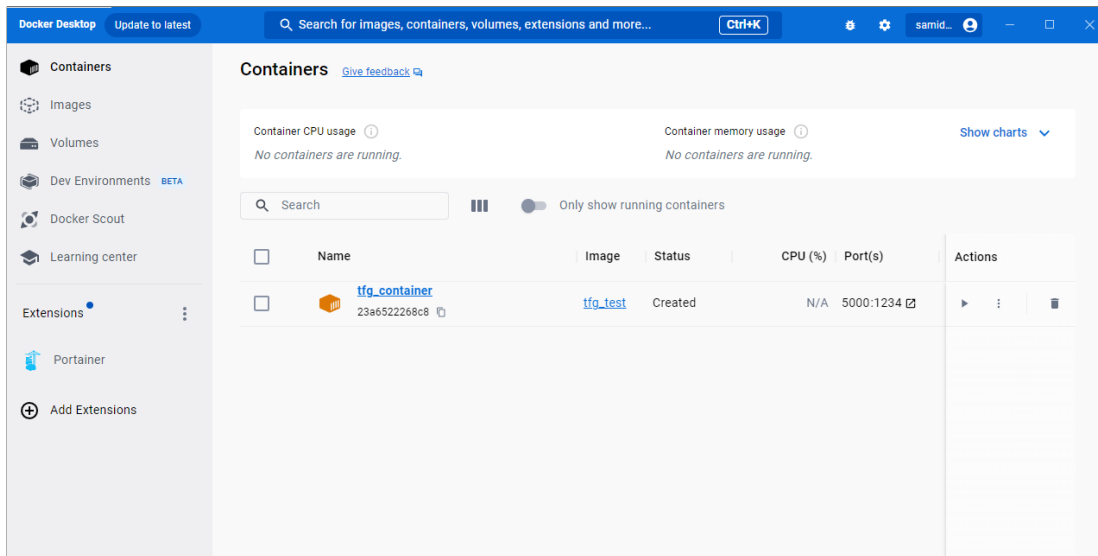 Docker Desktop Update to latest Search for images, containers, volumes, extensions and more... Ctrl+K samid...
Containers
Images
Volumes
Dev Environments BETA
Docker Scout
Learning center
Extensions
Portainer
Add Extensions
Containers Give feedback
Container CPU usage
No containers are running.
Container memory usage
No containers are running.
Show charts
Search Only show running containers
Name Image Status CPU (%) Port(s) Actions
tfg_container
23a6522268c8 tfg_test Created N/A 5000:1234